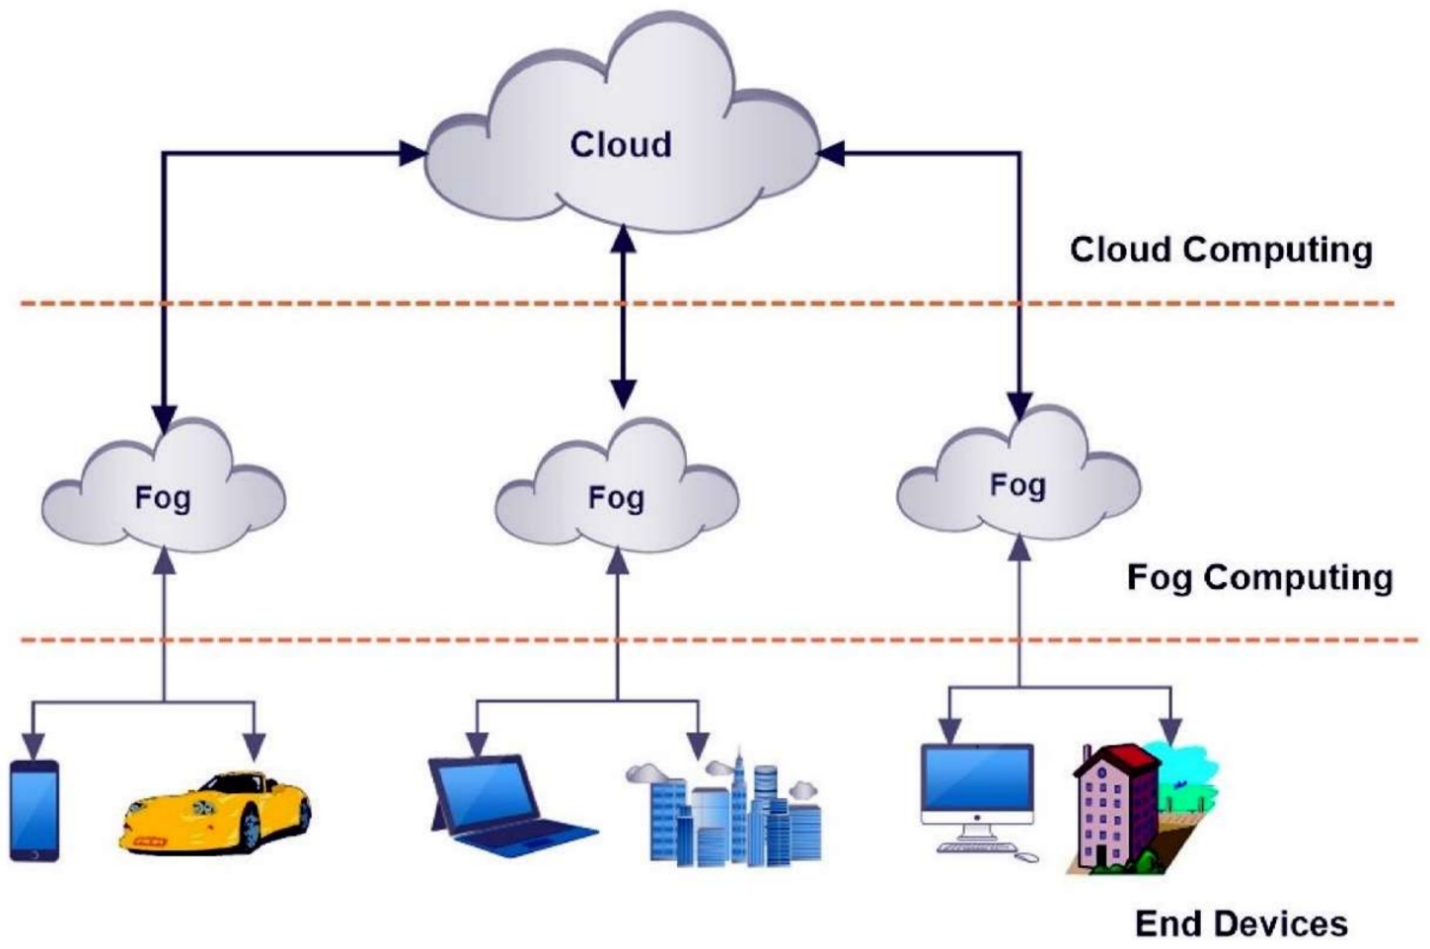 Cloud
Cloud Computing
Fog
Fog
Fog
Fog Computing
End Devices